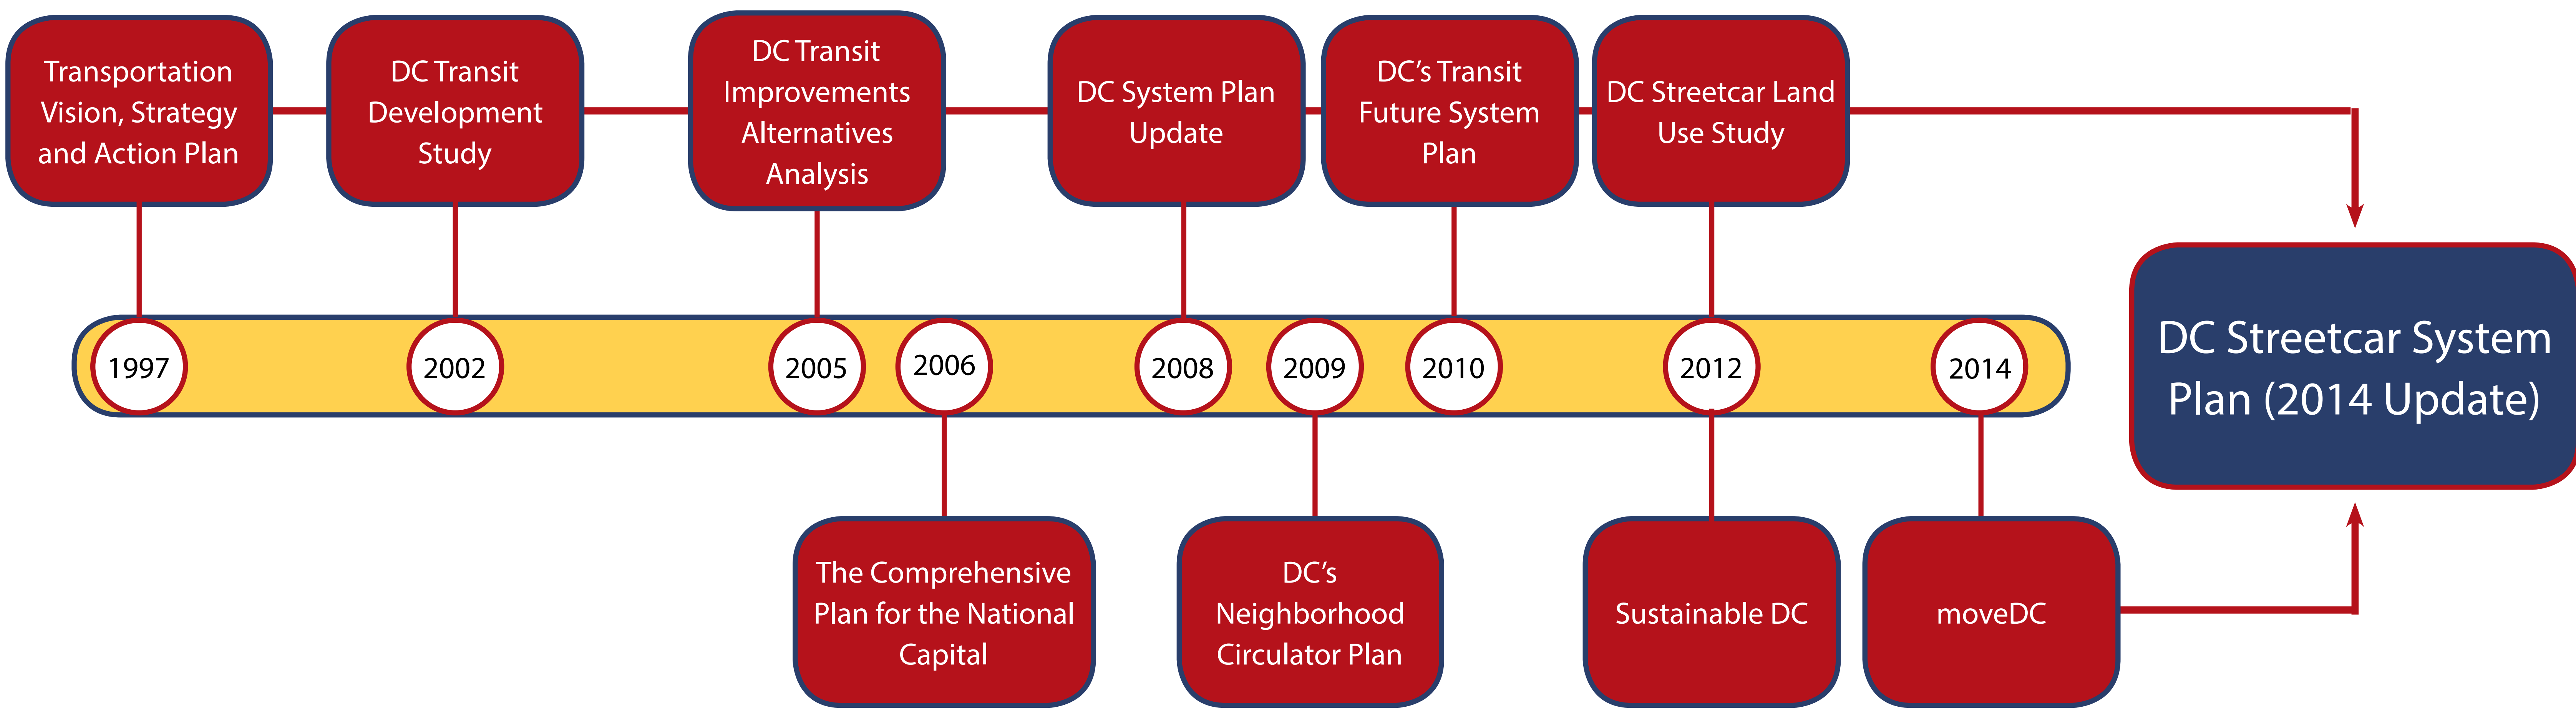 Transportation
Vision, Strategy
and Action Plan
DC Transit
Development
Study
DC Transit
Improvements
Alternatives
Analysis
DC System Plan
Update
DC’s Transit
Future System
Plan
DC Streetcar Land
Use Study
1997
2002
2005
2006
2008
2009
2010
2012
2014
DC Streetcar System
Plan (2014 Update)
The Comprehensive
Plan for the National
Capital
DC’s
Neighborhood
Circulator Plan
Sustainable DC
moveDC